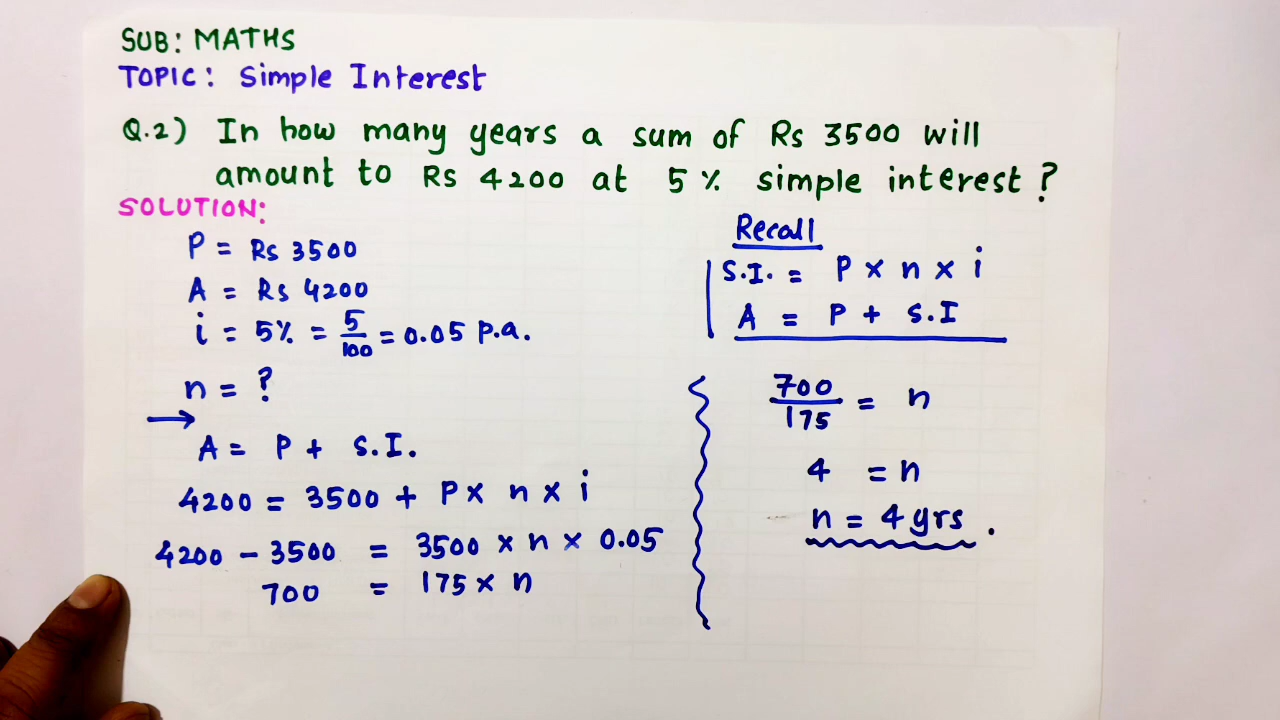 SUB: MATHS
TOPIC: Simple Interest
Q.2) In how many years a sum of Rs 3500 will
amount to Rs 4200 at 5% simple interest?
SOLUTION:
P = Rs 3500
A = Rs 4200
i = 5% = 5/100 = 0.05 p.a.
n = ?
→
A = P + S.I.
4200 = 3500 + P × n × i
4200 - 3500 = 3500 × n × 0.05
700 = 175 × n
Recall
S.I. = P × n × i
A = P + S.I
700/175 = n
4 = n
n = 4 yrs.